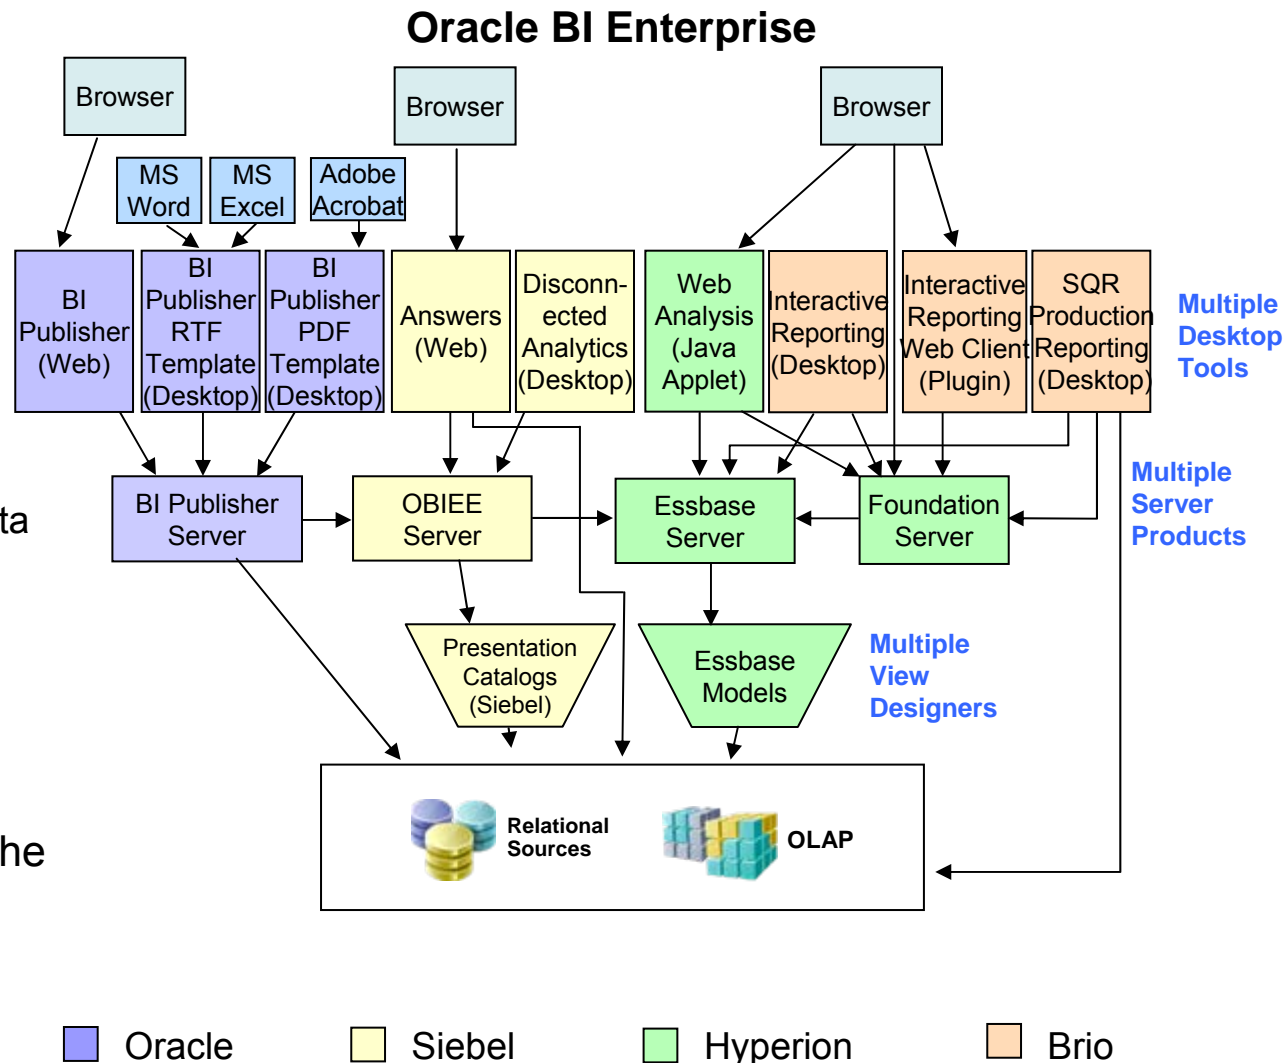 Oracle BI Enterprise
Browser
Browser
Browser
MS
Word
MS
Excel
Adobe
Acrobat
BI
Publisher
(Web)
BI
Publisher
RTF
Template
(Desktop)
BI
Publisher
PDF
Template
(Desktop)
Answers
(Web)
Disconn-
ected
Analytics
(Desktop)
Web
Analysis
(Java
Applet)
Interactive
Reporting
(Desktop)
Interactive
Reporting
Web Client
(Plugin)
SQR
Production
Reporting
(Desktop)
Multiple
Desktop
Tools
ta
BI Publisher
Server
OBIEE
Server
Essbase
Server
Foundation
Server
Multiple
Server
Products
Presentation
Catalogs
(Siebel)
Essbase
Models
Multiple
View
Designers
he
Relational
Sources
OLAP
Oracle
Siebel
Hyperion
Brio